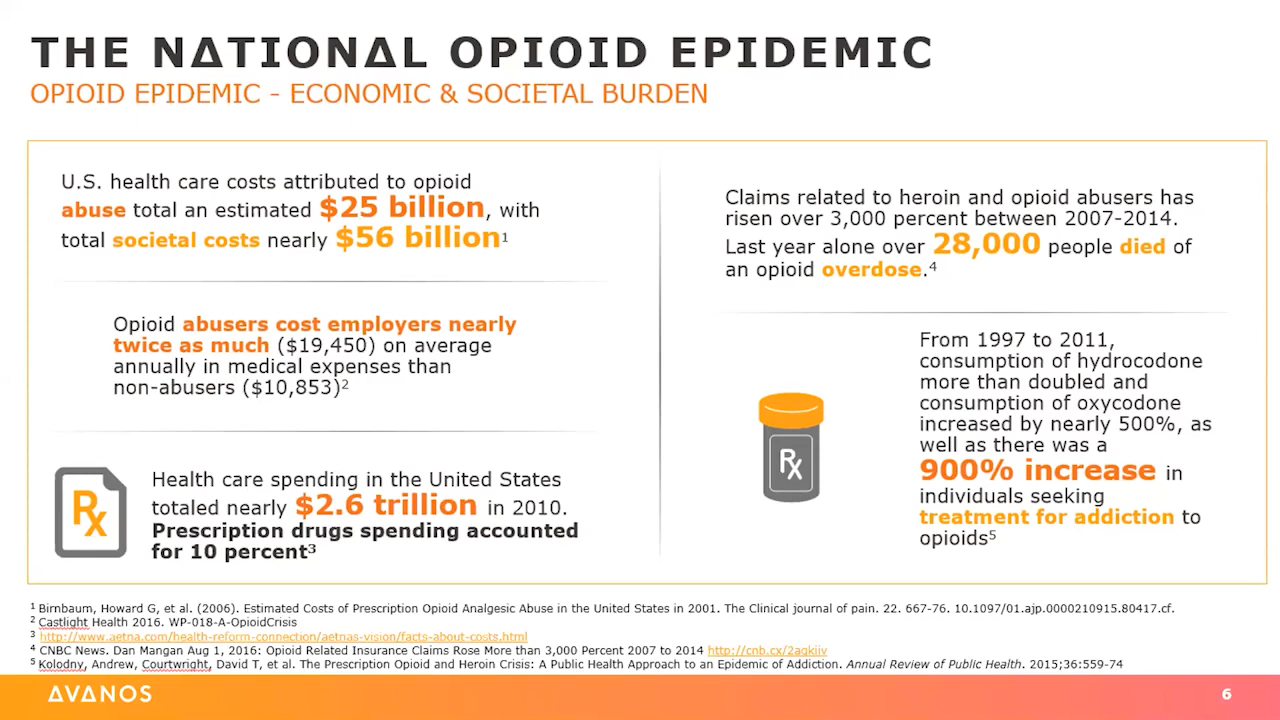 THE NΔTIONΔL OPIOID EPIDEMIC
OPIOID EPIDEMIC - ECONOMIC & SOCIETAL BURDEN
U.S. health care costs attributed to opioid
abuse total an estimated $25 billion, with
total societal costs nearly $56 billion¹
Opioid abusers cost employers nearly
twice as much ($19,450) on average
annually in medical expenses than
non-abusers ($10,853)²
Rx
Health care spending in the United States
totaled nearly $2.6 trillion in 2010.
Prescription drugs spending accounted
for 10 percent³
Claims related to heroin and opioid abusers has
risen over 3,000 percent between 2007-2014.
Last year alone over 28,000 people died of
an opioid overdose.⁴
Rx
From 1997 to 2011,
consumption of hydrocodone
more than doubled and
consumption of oxycodone
increased by nearly 500%, as
well as there was a
900% increase in
individuals seeking
treatment for addiction to
opioids⁵
¹ Birnbaum, Howard G, et al. (2006). Estimated Costs of Prescription Opioid Analgesic Abuse in the United States in 2001. The Clinical journal of pain. 22. 667-76. 10.1097/01.ajp.0000210915.80417.cf.
² Castlight Health 2016. WP-018-A-OpioidCrisis
³ http://www.aetna.com/health-reform-connection/aetnas-vision/facts-about-costs.html
⁴ CNBC News. Dan Mangan Aug 1, 2016: Opioid Related Insurance Claims Rose More than 3,000 Percent 2007 to 2014 http://cnb.cx/2aqkiiv
⁵ Kolodny, Andrew, Courtwright, David T, et al. The Prescription Opioid and Heroin Crisis: A Public Health Approach to an Epidemic of Addiction. Annual Review of Public Health. 2015;36:559-74
AVANOS
6